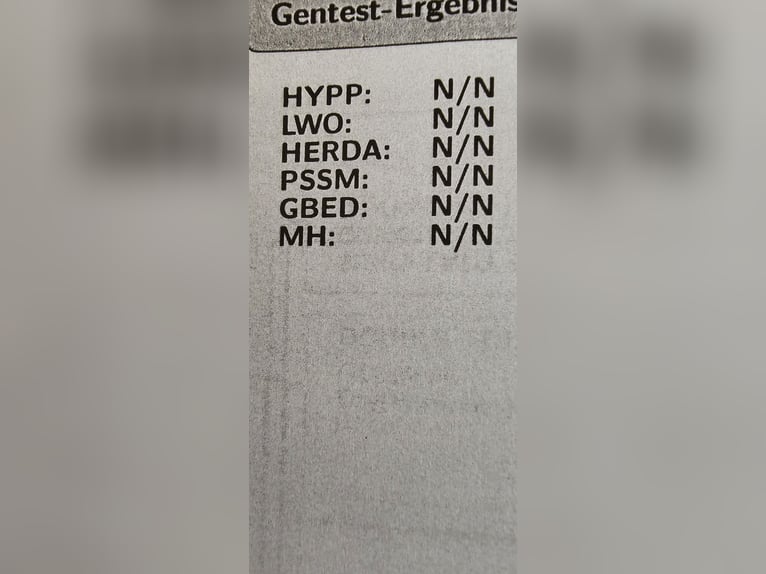 Gentest-Ergebnis
HYPP: N/N
LWO: N/N
HERDA: N/N
PSSM: N/N
GBED: N/N
MH: N/N